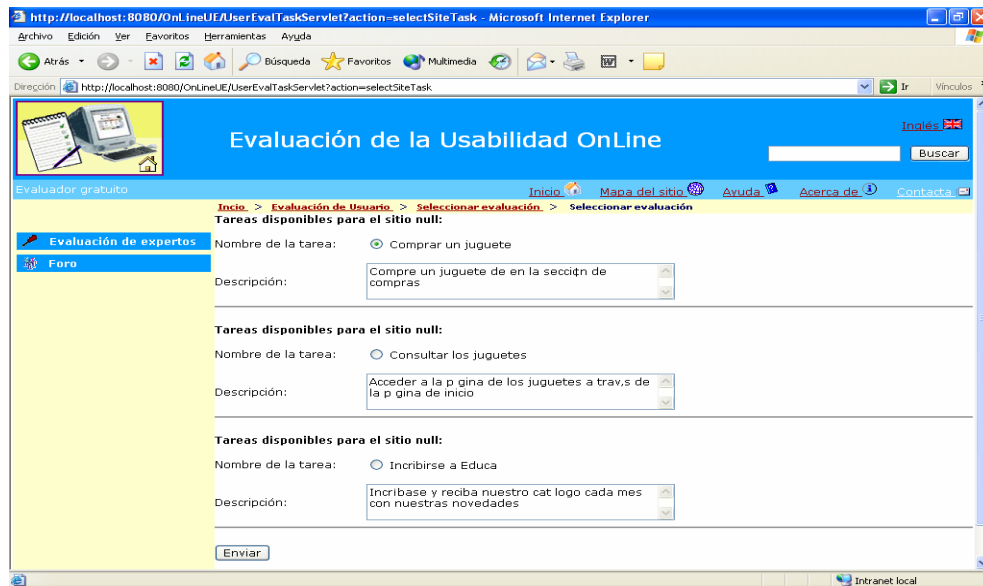 http://localhost:8080/OnLineUE/UserEvalTaskServlet?action=selectSiteTask - Microsoft Internet Explorer
Archivo Edición Ver Favoritos Herramientas Ayuda
Atrás Búsqueda Favoritos Multimedia
Dirección http://localhost:8080/OnLineUE/UserEvalTaskServlet?action=selectSiteTask Ir Vínculos
Evaluación de la Usabilidad OnLine
Inglés
Buscar
Evaluador gratuito
Inicio Mapa del sitio Ayuda Acerca de Contacta
Incio > Evaluación de Usuario > Seleccionar evaluación > Seleccionar evaluación
Evaluación de expertos
Foro
Tareas disponibles para el sitio null:
Nombre de la tarea: Comprar un juguete
Descripción:
Compre un juguete de en la secci¢n de
compras
Tareas disponibles para el sitio null:
Nombre de la tarea: Consultar los juguetes
Descripción:
Acceder a la p gina de los juguetes a trav,s de
la p gina de inicio
Tareas disponibles para el sitio null:
Nombre de la tarea: Incribirse a Educa
Descripción:
Incribase y reciba nuestro cat logo cada mes
con nuestras novedades
Enviar
Intranet local